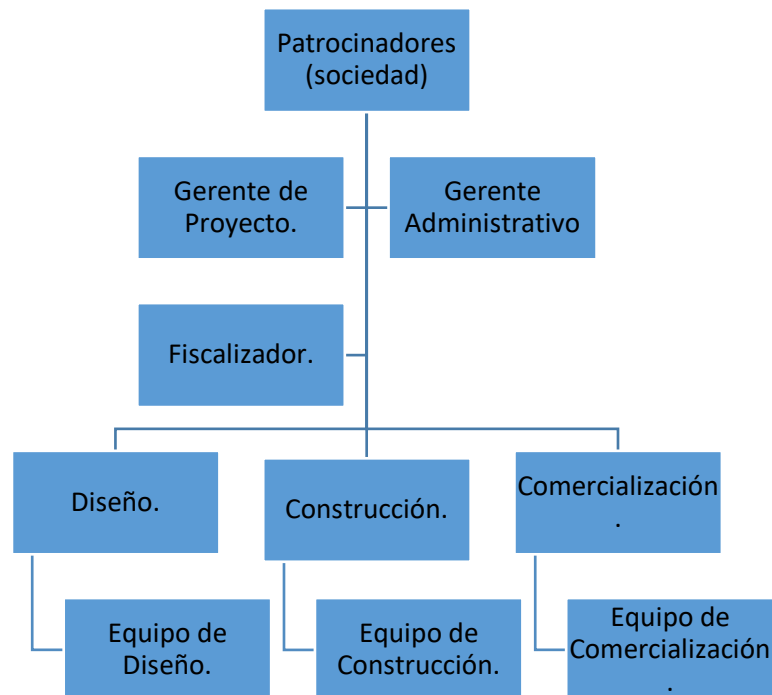 Patrocinadores
(sociedad)
Gerente de
Proyecto.
Gerente
Administrativo
Fiscalizador.
Diseño.
Construcción.
Comercialización
.
Equipo de
Diseño.
Equipo de
Construcción.
Equipo de
Comercialización
.